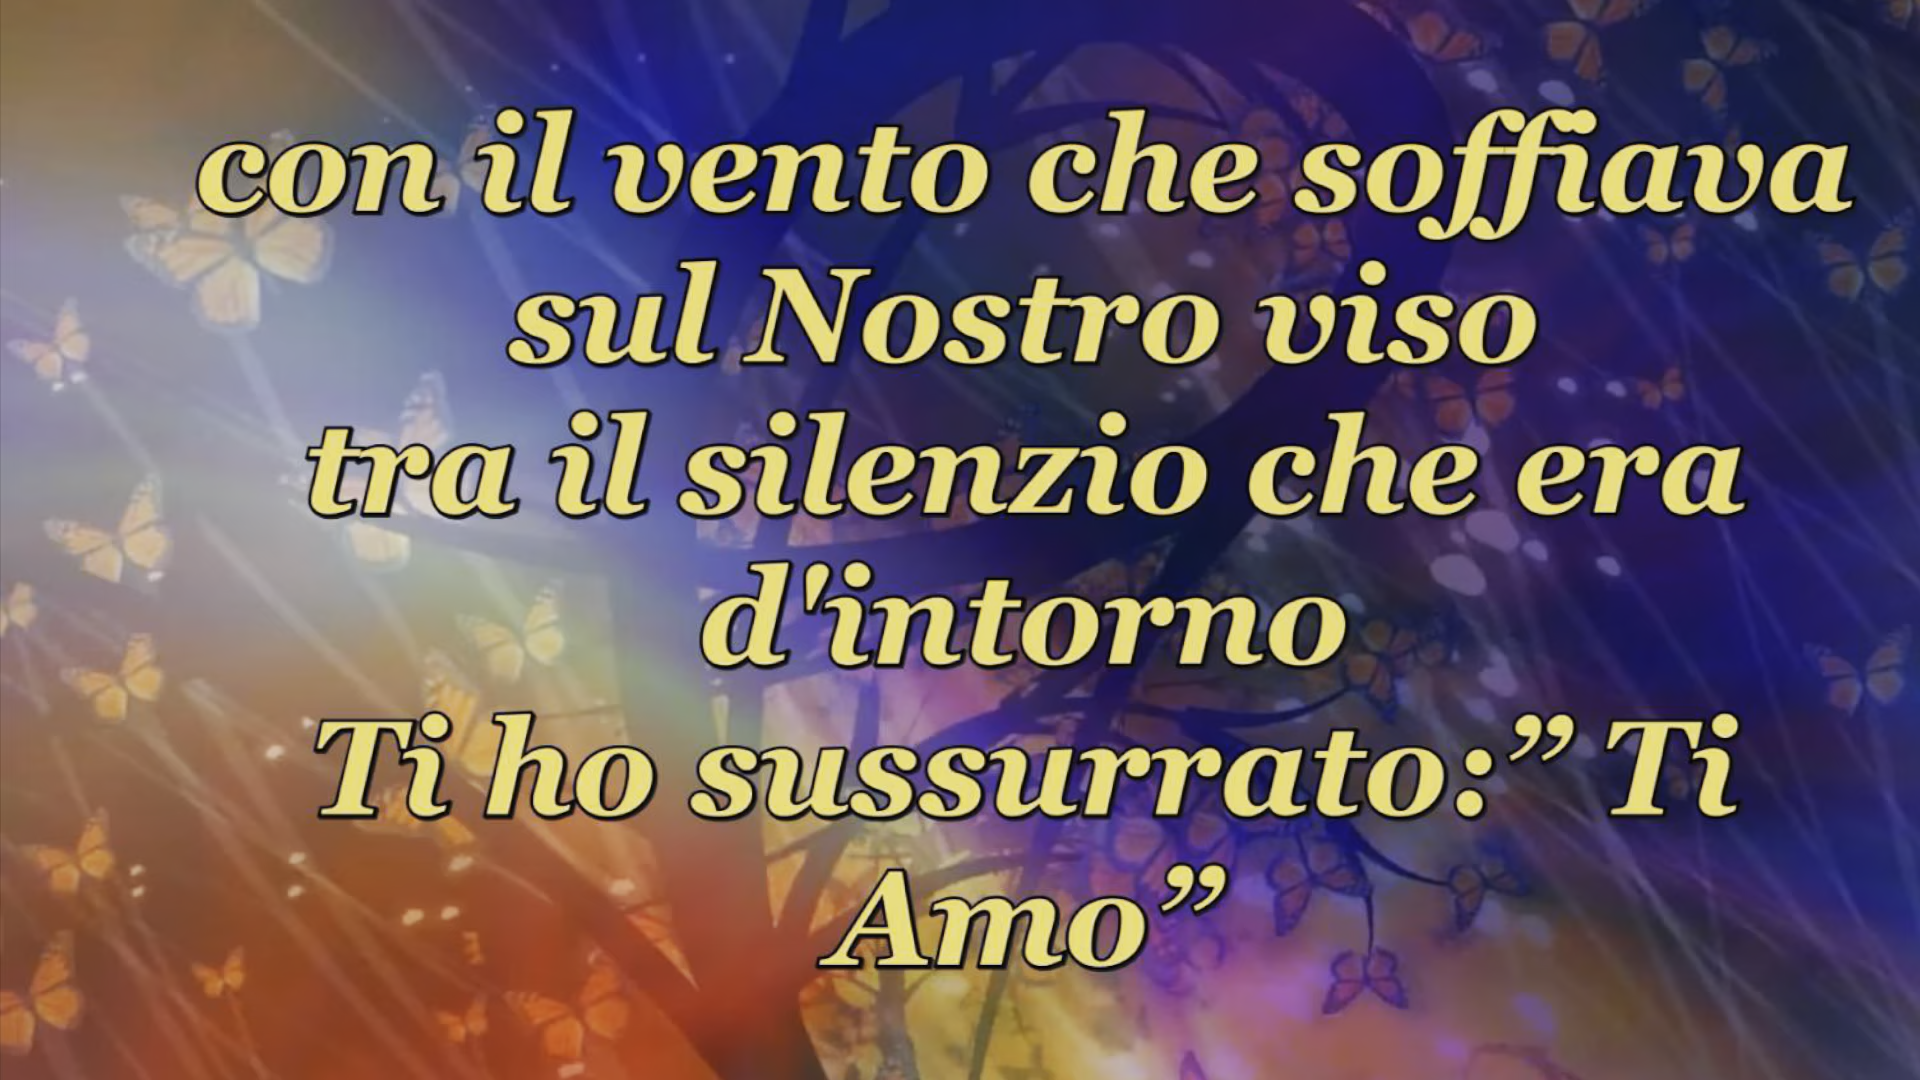 con il vento che soffiava
sul Nostro viso
tra il silenzio che era
d'intorno
Ti ho sussurrato:” Ti
Amo”